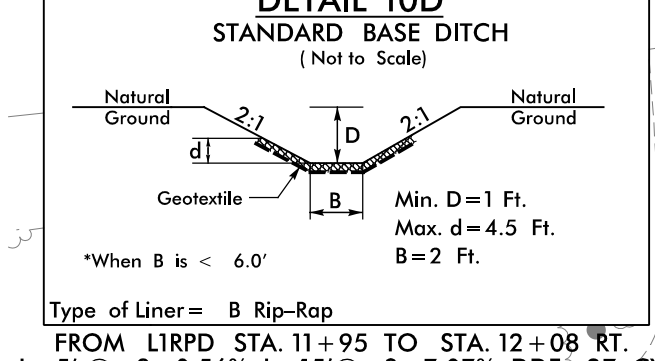 DETAIL 10D
STANDARD BASE DITCH
( Not to Scale)
Natural
Ground
2:1
D
2:1
Natural
Ground
d
Geotextile
B
Min. D=1 Ft.
Max. d=4.5 Ft.
B=2 Ft.
*When B is < 6.0'
Type of Liner= B Rip-Rap
FROM L1RPD STA. 11+95 TO STA. 12+08 RT.